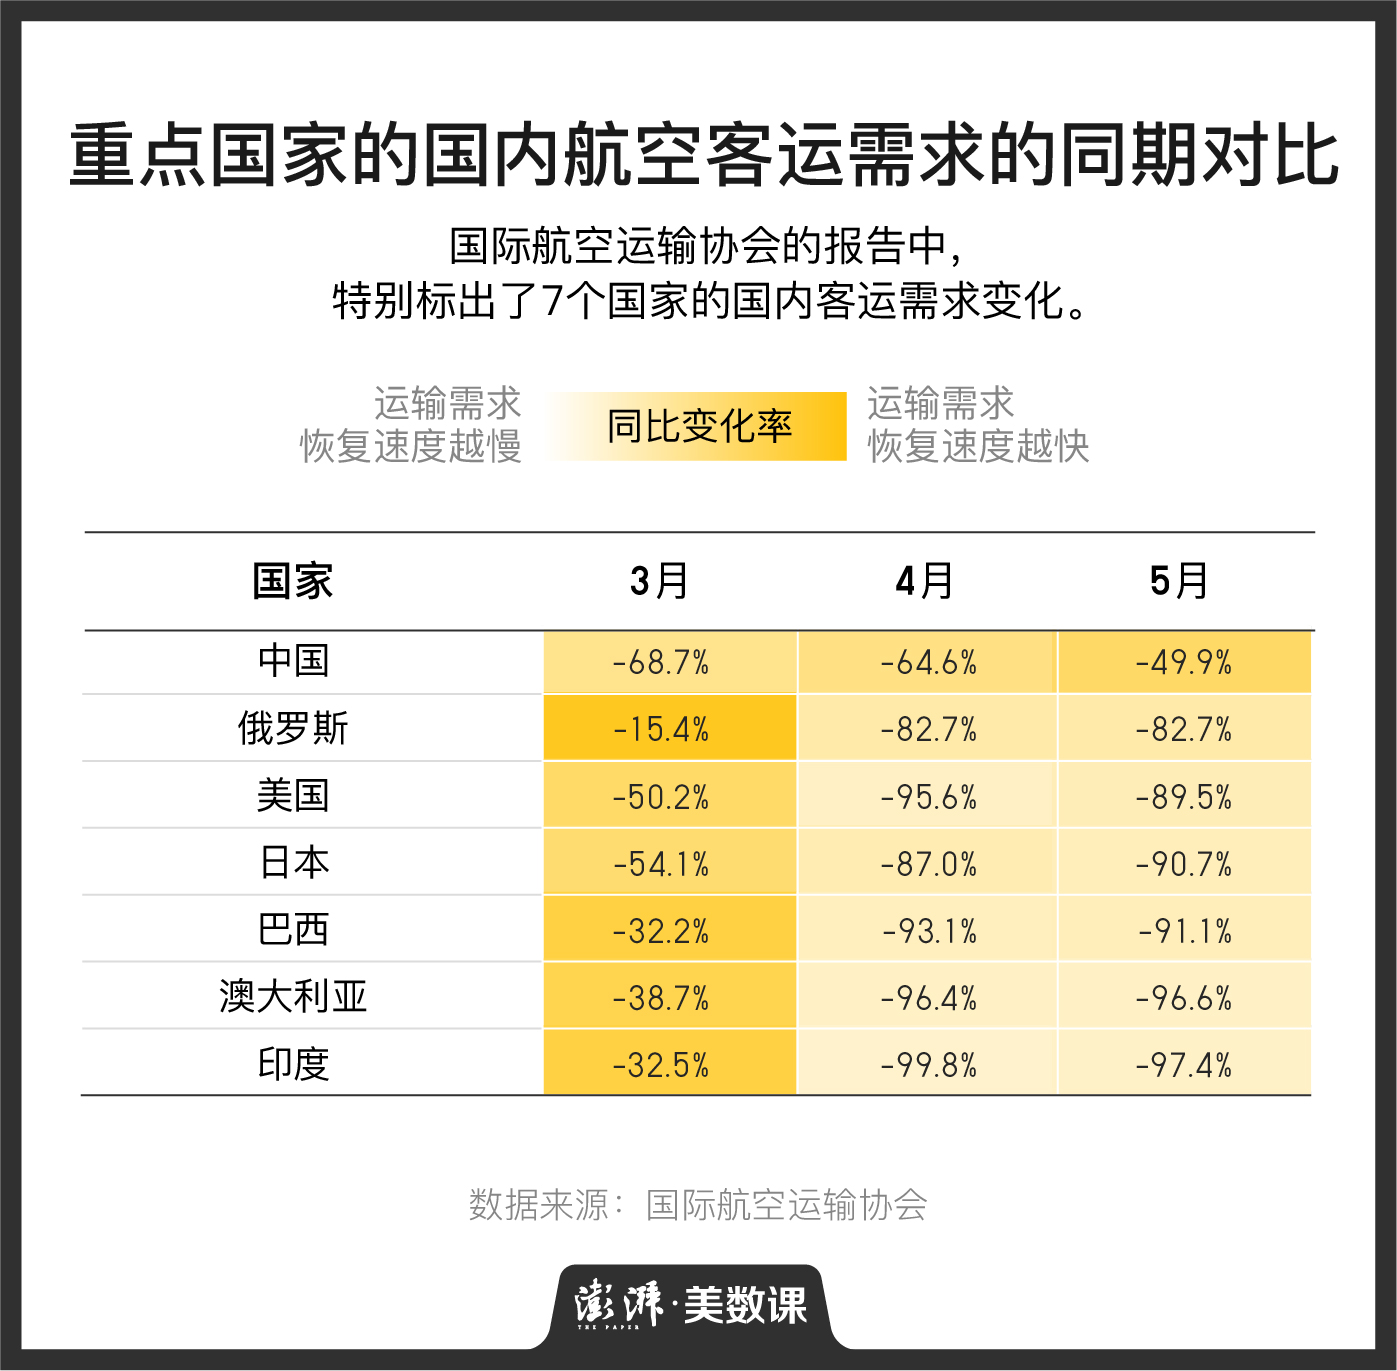 重点国家的国内航空客运需求的同期对比
国际航空运输协会的报告中，
特别标出了7个国家的国内客运需求变化。
运输需求
恢复速度越慢
同比变化率
运输需求
恢复速度越快
国家 3月 4月 5月
中国 -68.7% -64.6% -49.9%
俄罗斯 -15.4% -82.7% -82.7%
美国 -50.2% -95.6% -89.5%
日本 -54.1% -87.0% -90.7%
巴西 -32.2% -93.1% -91.1%
澳大利亚 -38.7% -96.4% -96.6%
印度 -32.5% -99.8% -97.4%
数据来源：国际航空运输协会
澎湃·美数课
THE PAPER